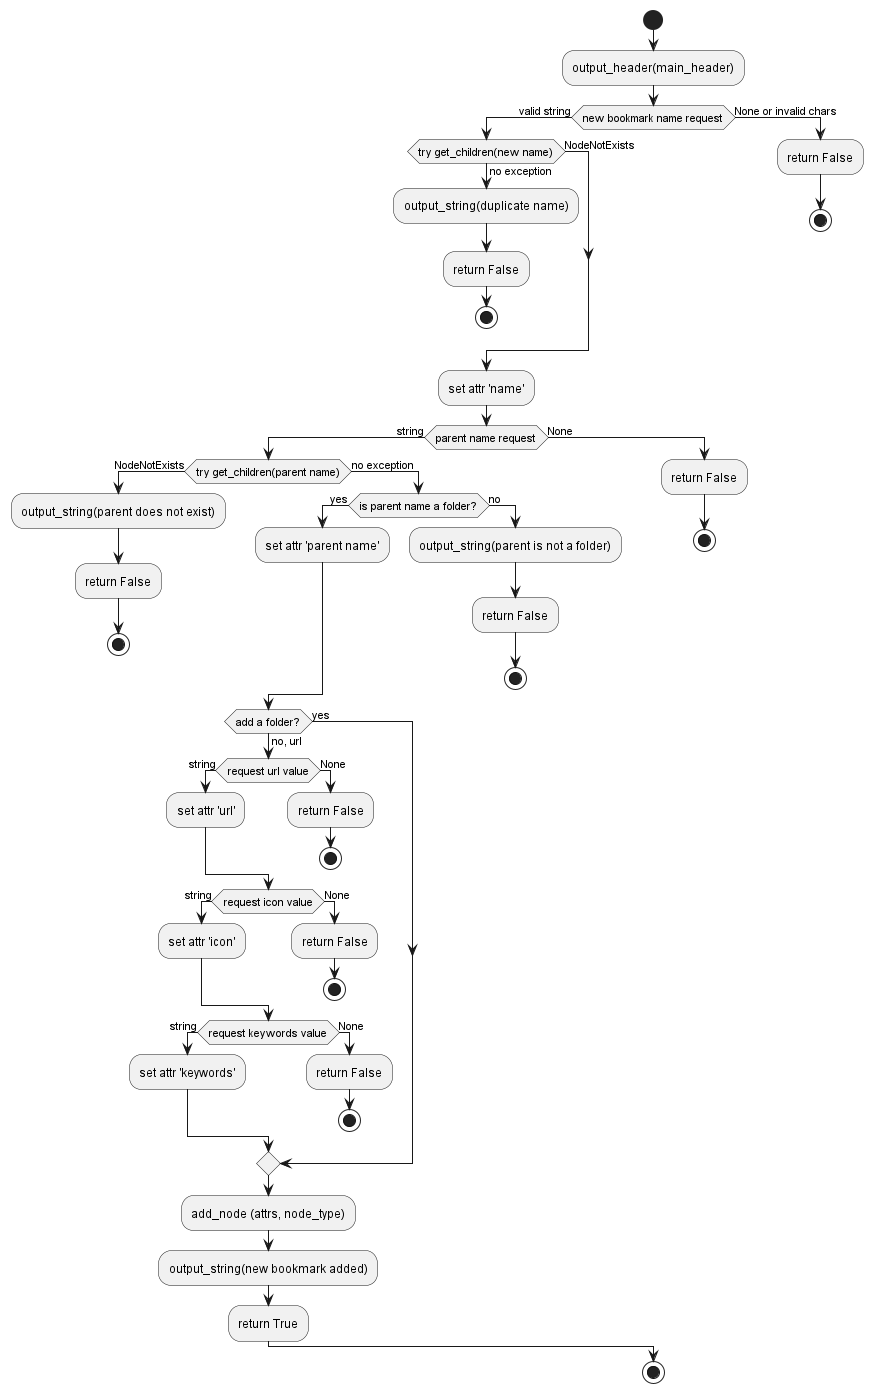 output_header(main_header)
valid string
new bookmark name request
None or invalid chars
try get_children(new name)
NodeNotExists
return False
no exception
output_string(duplicate name)
return False
set attr 'name'
string
parent name request
None
NodeNotExists
try get_children(parent name)
no exception
return False
output_string(parent does not exist)
yes
is parent name a folder?
no
set attr 'parent name'
output_string(parent is not a folder)
return False
return False
add a folder?
yes
no, url
string
request url value
None
set attr 'url'
return False
string
request icon value
None
set attr 'icon'
return False
string
request keywords value
None
set attr 'keywords'
return False
add_node (attrs, node_type)
output_string(new bookmark added)
return True